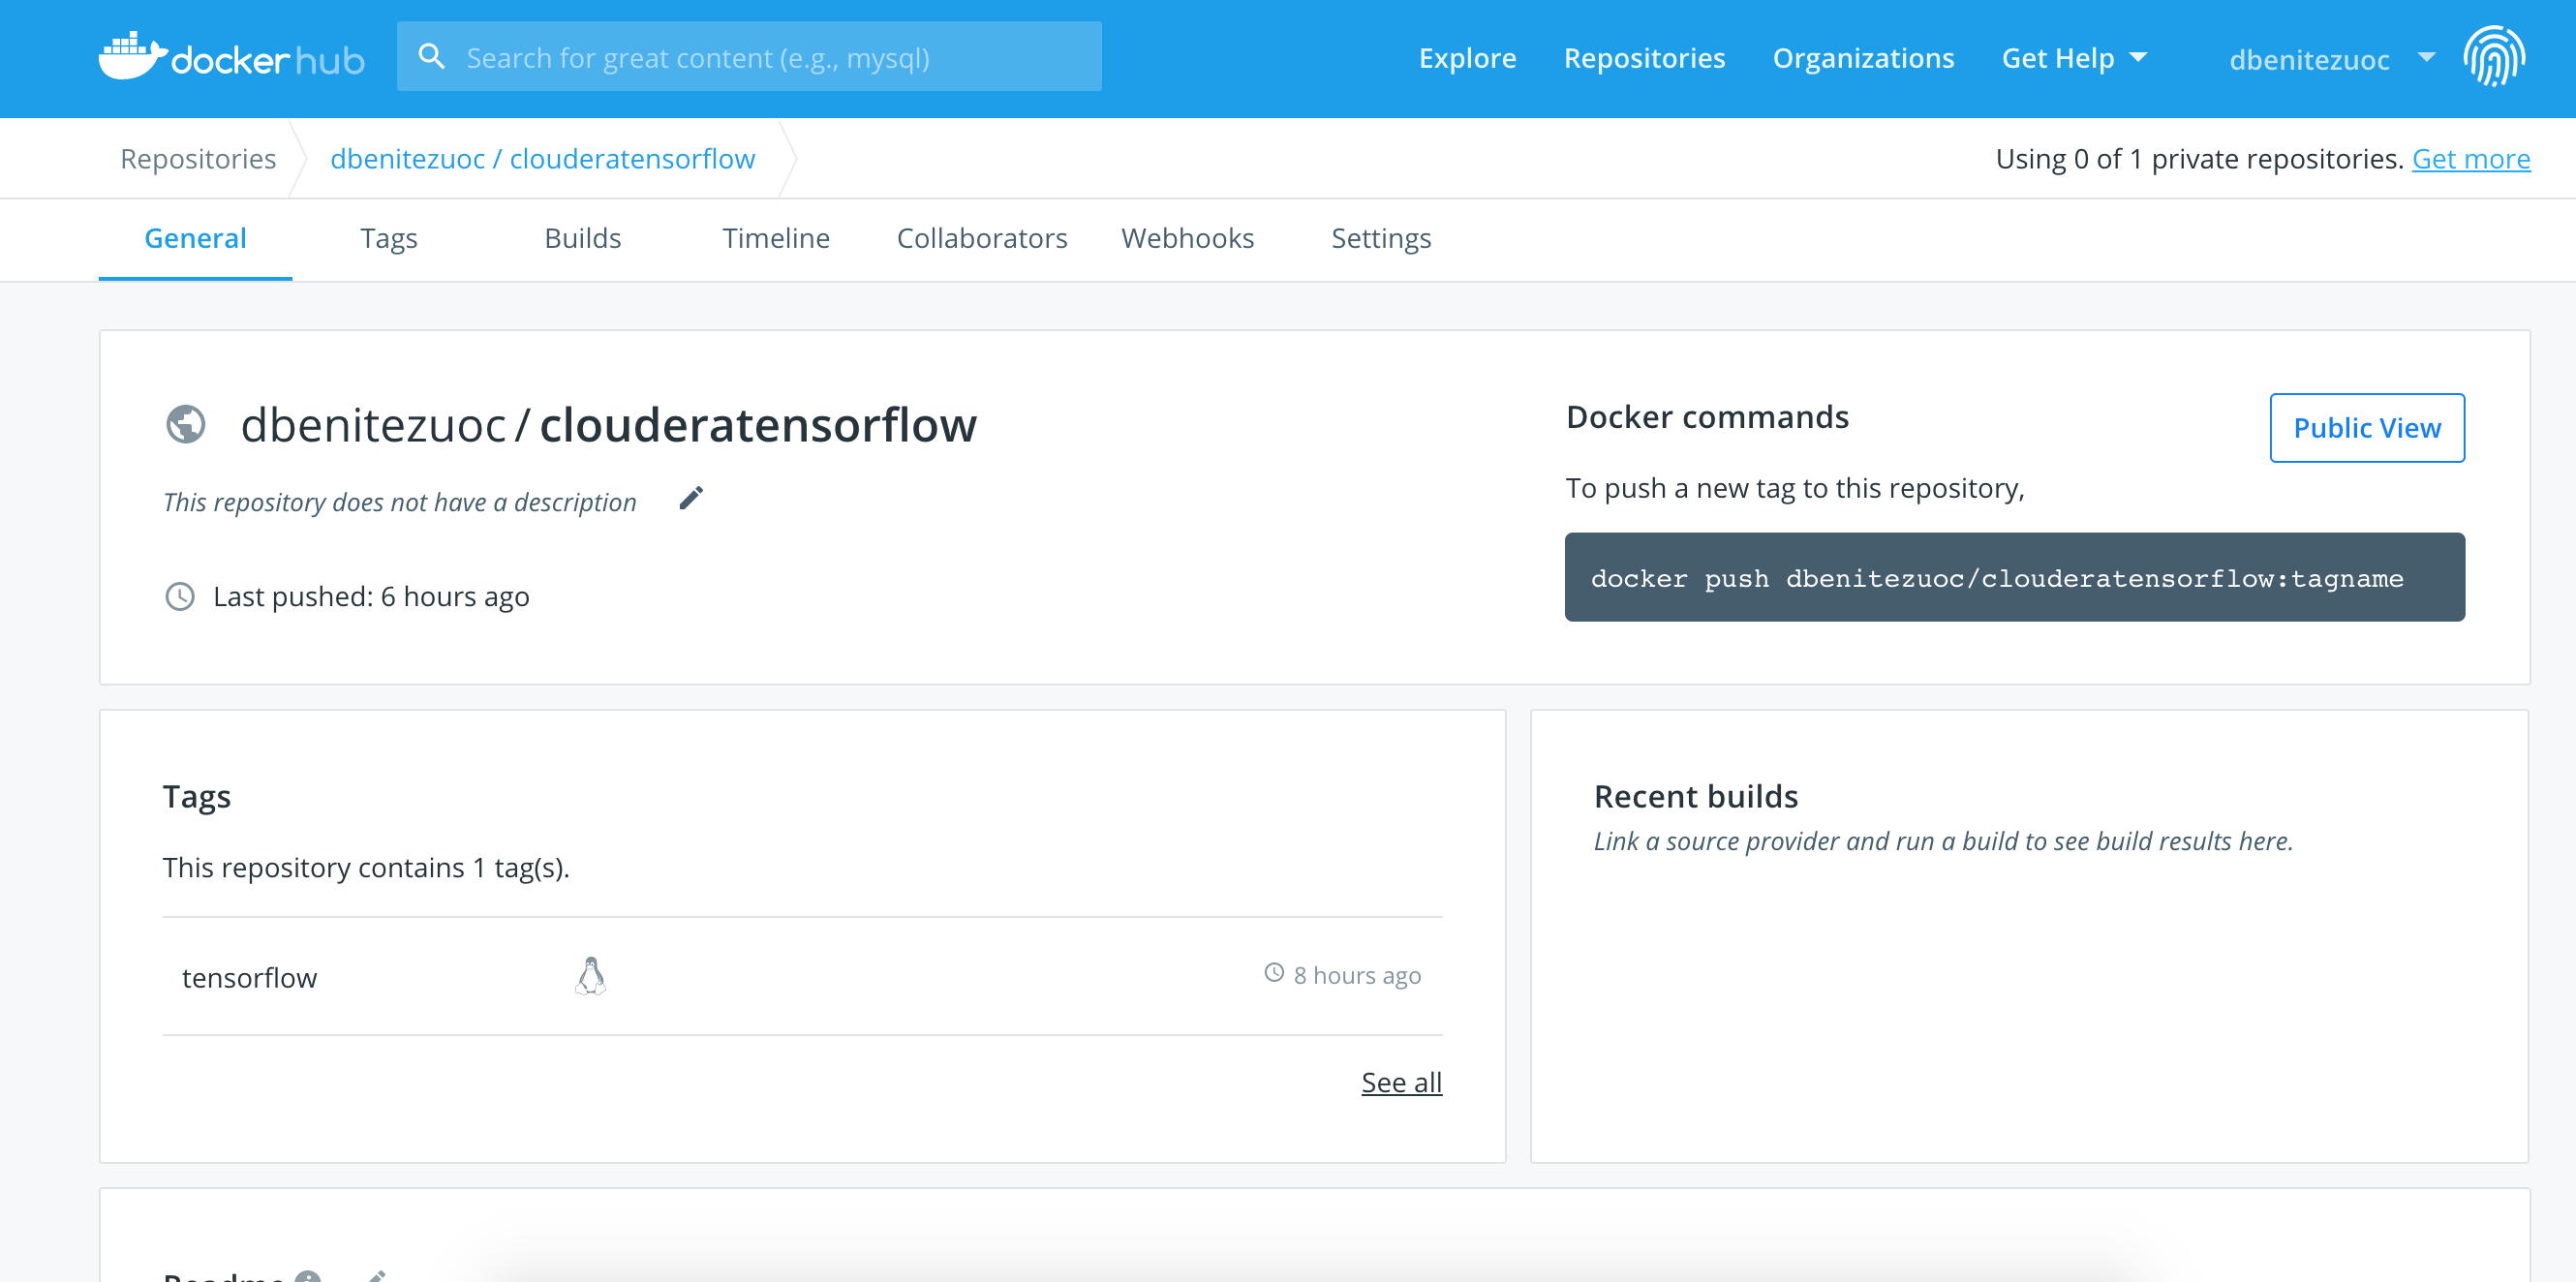 dockerhub
Search for great content (e.g., mysql)
Explore
Repositories
Organizations
Get Help
dbenitezuoc
Repositories
dbenitezuoc / clouderatensorflow
Using 0 of 1 private repositories. Get more
General
Tags
Builds
Timeline
Collaborators
Webhooks
Settings
dbenitezuoc / clouderatensorflow
This repository does not have a description
Last pushed: 6 hours ago
Docker commands
Public View
To push a new tag to this repository,
docker push dbenitezuoc/clouderatensorflow:tagname
Tags
This repository contains 1 tag(s).
tensorflow
8 hours ago
See all
Recent builds
Link a source provider and run a build to see build results here.
Readme